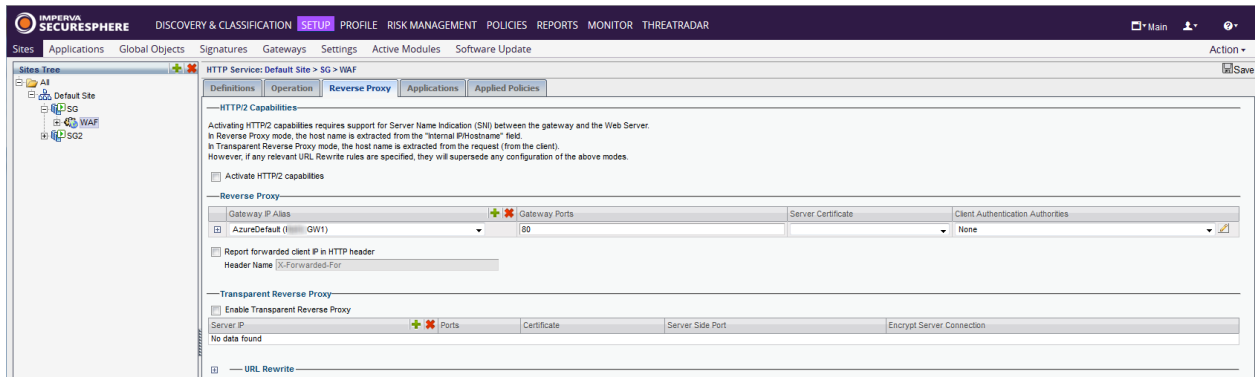 IMPERVA
SECURESPHERE
DISCOVERY & CLASSIFICATION SETUP PROFILE RISK MANAGEMENT POLICIES REPORTS MONITOR THREATRADAR
Main
Sites Applications Global Objects Signatures Gateways Settings Active Modules Software Update Action
Sites Tree
All
Default Site
SG
WAF
SG2
HTTP Service: Default Site > SG > WAF
Save
Definitions Operation Reverse Proxy Applications Applied Policies
HTTP/2 Capabilities
Activating HTTP/2 capabilities requires support for Server Name Indication (SNI) between the gateway and the Web Server.
In Reverse Proxy mode, the host name is extracted from the "Internal IP/Hostname" field.
In Transparent Reverse Proxy mode, the host name is extracted from the request (from the client).
However, if any relevant URL Rewrite rules are specified, they will supersede any configuration of the above modes.
Activate HTTP/2 capabilities
Reverse Proxy
Gateway IP Alias Gateway Ports Server Certificate Client Authentication Authorities
AzureDefault ( GW1) 80 None
Report forwarded client IP in HTTP header
Header Name X-Forwarded-For
Transparent Reverse Proxy
Enable Transparent Reverse Proxy
Server IP Ports Certificate Server Side Port Encrypt Server Connection
No data found
URL Rewrite